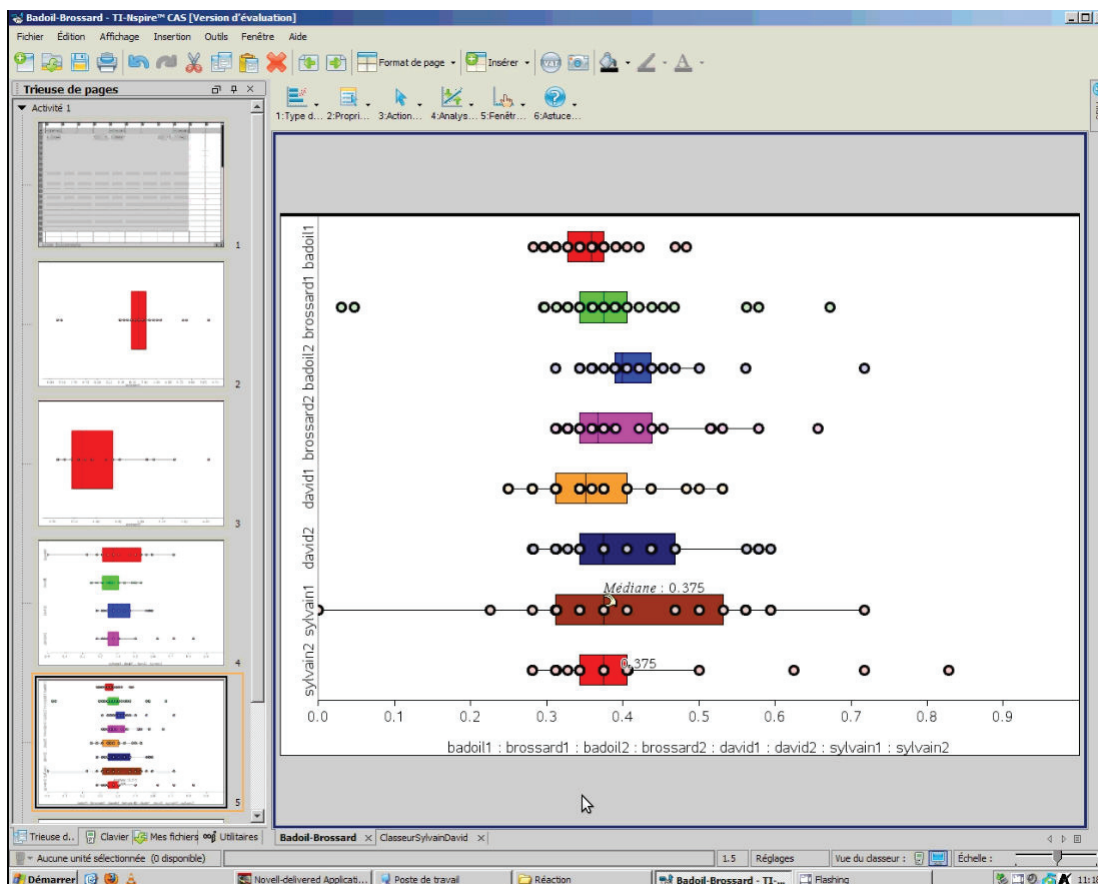 Badoil-Brossard - TI-Nspire™ CAS [Version d'évaluation]
Fichier Édition Affichage Insertion Outils Fenêtre Aide
Format de page Insérer
Trieuse de pages
Activité 1
1:Type d... 2:Propri... 3:Action... 4:Analys... 5:Fenêtr... 6:Astuce...
1
2
3
4
5
badoil1
brossard1
badoil2
brossard2
david1
david2
sylvain1
sylvain2
Médiane : 0.375
0.375
0.0 0.1 0.2 0.3 0.4 0.5 0.6 0.7 0.8 0.9
badoil1 : brossard1 : badoil2 : brossard2 : david1 : david2 : sylvain1 : sylvain2
Trieuse d... Clavier Mes fichiers Utilitaires
Badoil-Brossard ClasseurSylvainDavid
Aucune unité sélectionnée (0 disponible) 1.5 Réglages Vue du classeur : Échelle :
Démarrer Novell-delivered Applicati... Poste de travail Réaction Badoil-Brossard - TI-... Flashing 11:18